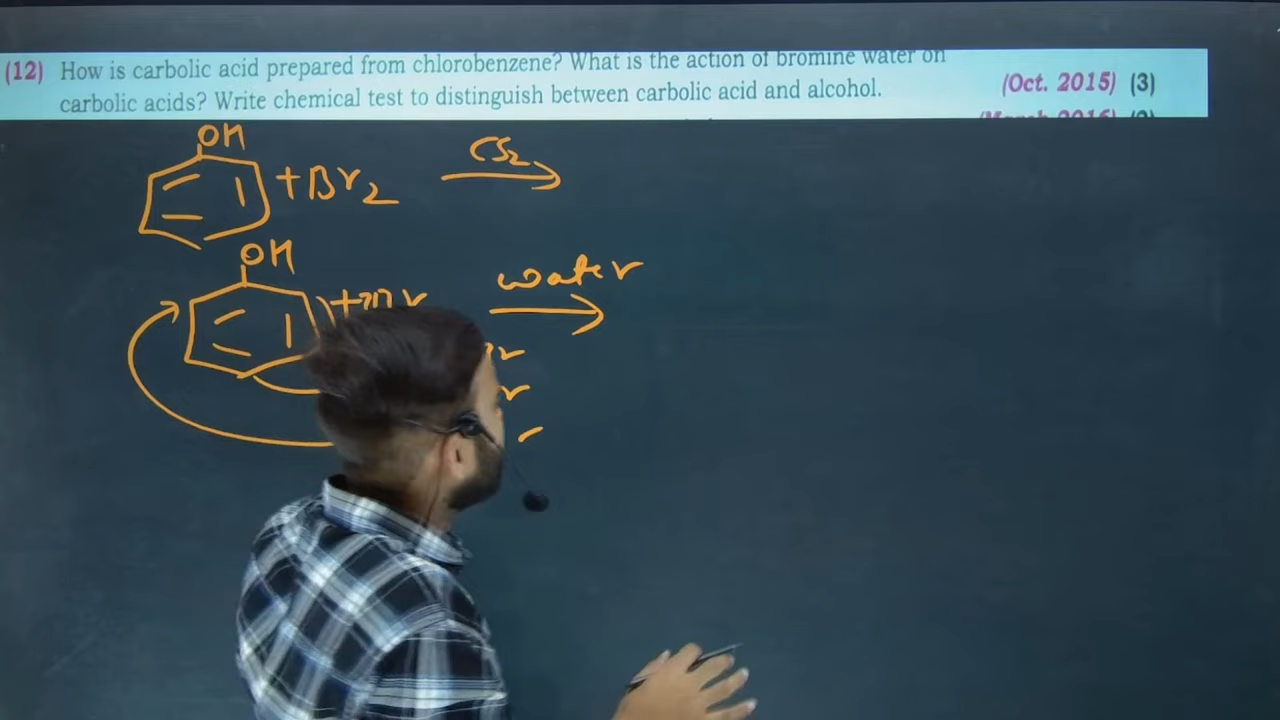 (12) How is carbolic acid prepared from chlorobenzene? What is the action of bromine water on
carbolic acids? Write chemical test to distinguish between carbolic acid and alcohol.
(Oct. 2015) (3)
OH
+Br2
CS2
OH
water